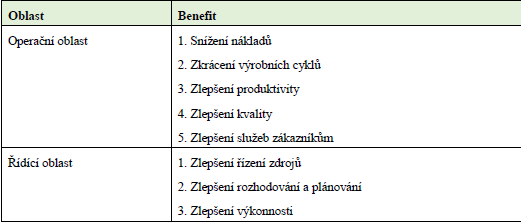 Oblast Benefit
Operační oblast 1. Snížení nákladů
2. Zkrácení výrobních cyklů
3. Zlepšení produktivity
4. Zlepšení kvality
5. Zlepšení služeb zákazníkům
Řídící oblast 1. Zlepšení řízení zdrojů
2. Zlepšení rozhodování a plánování
3. Zlepšení výkonnosti